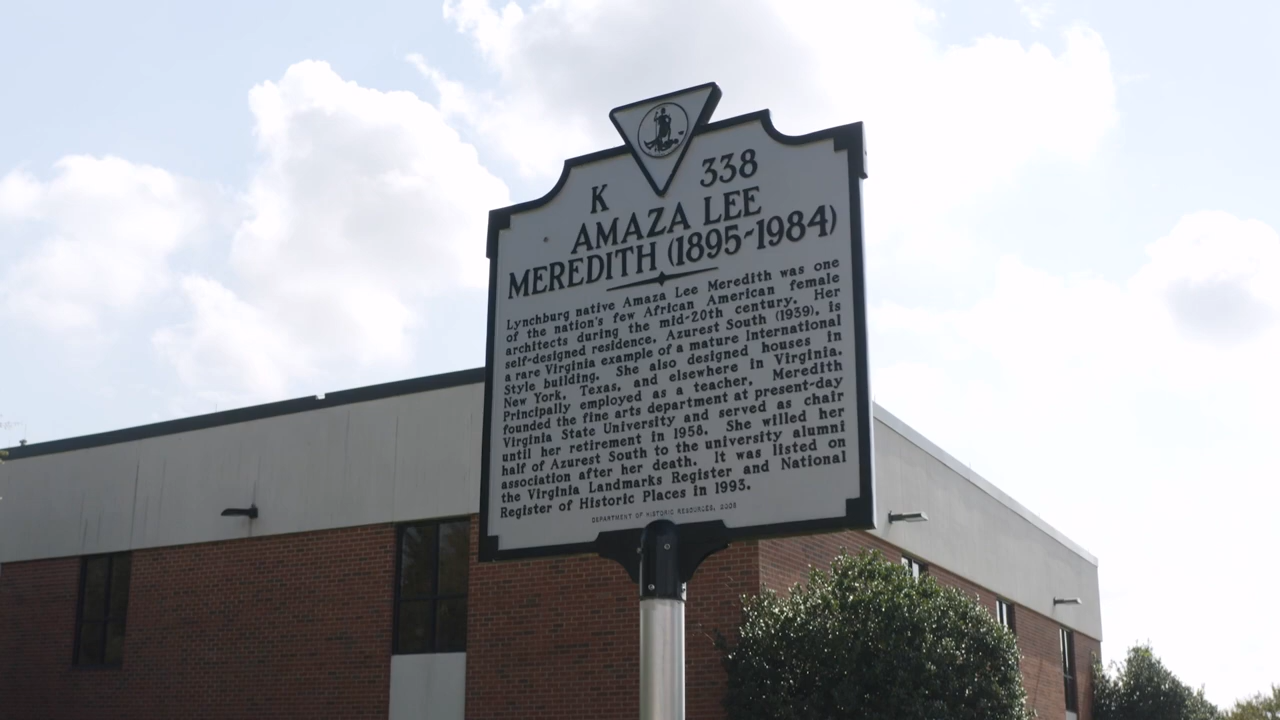 K 338
AMAZA LEE
MEREDITH (1895-1984)
Lynchburg native Amaza Lee Meredith was one
of the nation's few African American female
architects during the mid-20th century. Her
self-designed residence, Azurest South (1939), is
a rare Virginia example of a mature International
Style building. She also designed houses in
New York, Texas, and elsewhere in Virginia.
Principally employed as a teacher, Meredith
founded the fine arts department at present-day
Virginia State University and served as chair
until her retirement in 1958. She willed her
half of Azurest South to the university alumni
association after her death. It was listed on
the Virginia Landmarks Register and National
Register of Historic Places in 1993.
DEPARTMENT OF HISTORIC RESOURCES,